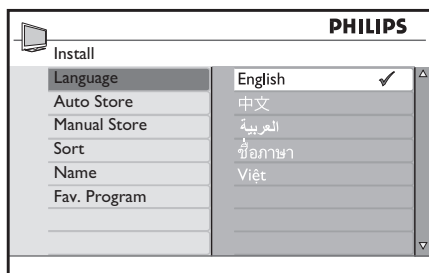 PHILIPS
Install
Language
English ✓
Auto Store
中文
Manual Store
العربية
Sort
ชื่อภาษา
Name
Việt
Fav. Program